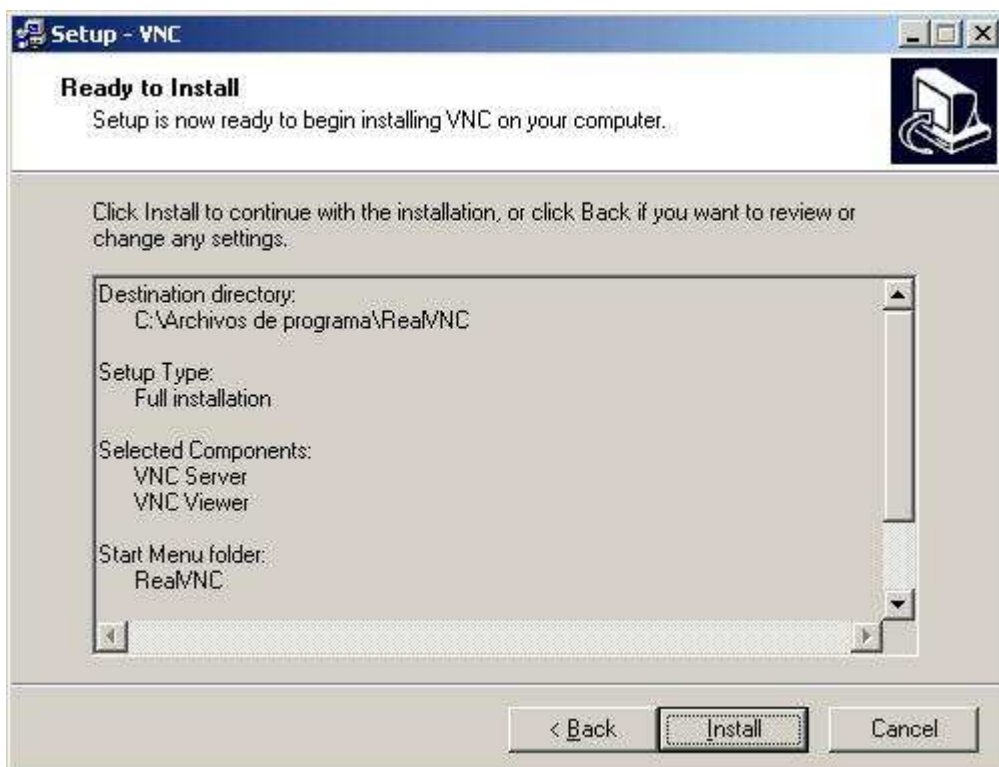 Setup - VNC
Ready to Install
Setup is now ready to begin installing VNC on your computer.
Click Install to continue with the installation, or click Back if you want to review or
change any settings.
Destination directory:
C:\Archivos de programa\RealVNC
Setup Type:
Full installation
Selected Components:
VNC Server
VNC Viewer
Start Menu folder:
RealVNC
< Back
Install
Cancel